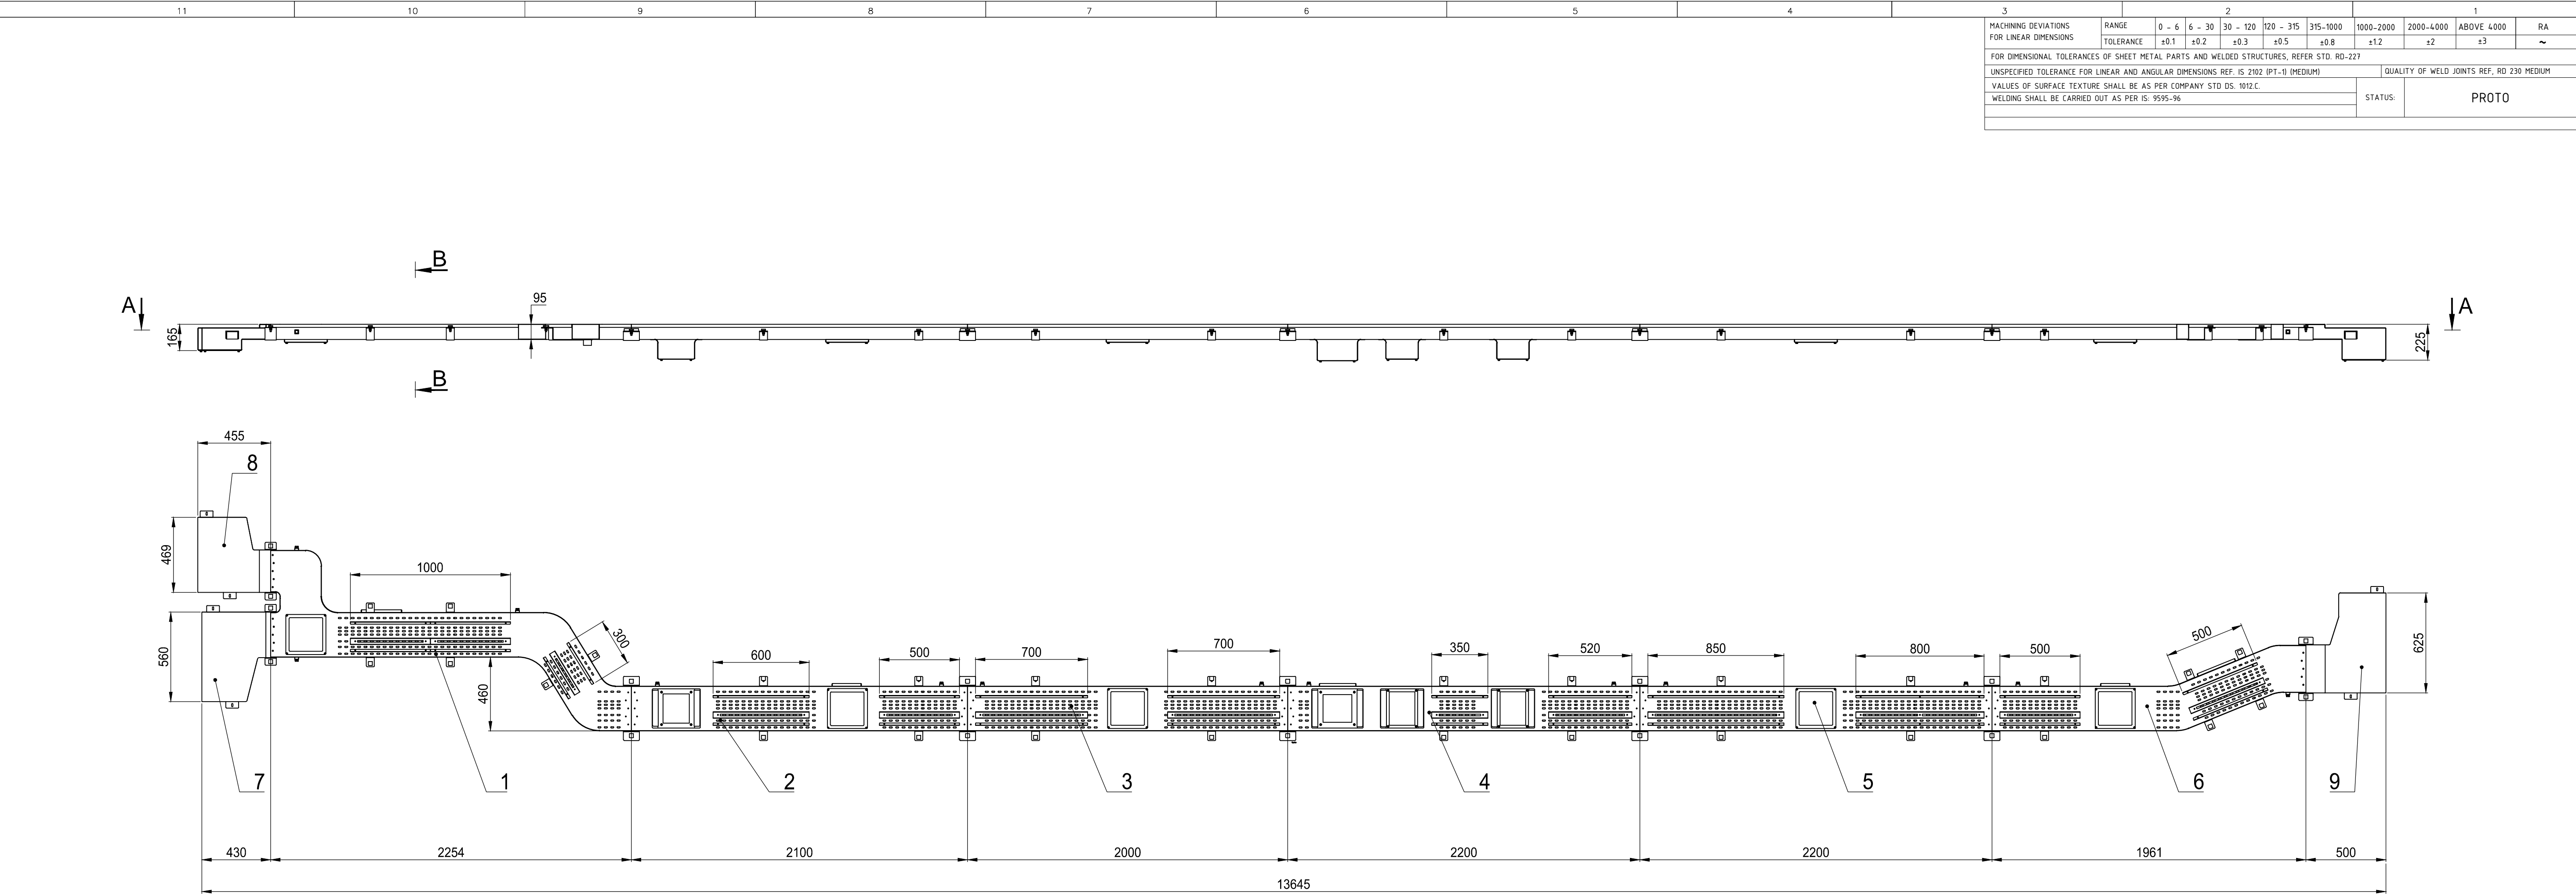 11 10 9 8 7 6 5 4 3 2 1
MACHINING DEVIATIONS FOR LINEAR DIMENSIONS
RANGE 0 - 6 6 - 30 30 - 120 120 - 315 315-1000 1000-2000 2000-4000 ABOVE 4000 RA
TOLERANCE ±0.1 ±0.2 ±0.3 ±0.5 ±0.8 ±1.2 ±2 ±3 ~
FOR DIMENSIONAL TOLERANCES OF SHEET METAL PARTS AND WELDED STRUCTURES, REFER STD. RD-227
UNSPECIFIED TOLERANCE FOR LINEAR AND ANGULAR DIMENSIONS REF. IS 2102 (PT-1) (MEDIUM) QUALITY OF WELD JOINTS REF, RD 230 MEDIUM
VALUES OF SURFACE TEXTURE SHALL BE AS PER COMPANY STD DS. 1012.C.
STATUS: PROTO
WELDING SHALL BE CARRIED OUT AS PER IS: 9595-96
B
A 95 A
165 225
B
455
8
469
1000
300
500
560 460 600 500 700 700 350 520 850 800 500 625
7 1 2 3 4 5 6 9
430 2254 2100 2000 2200 2200 1961 500
13645